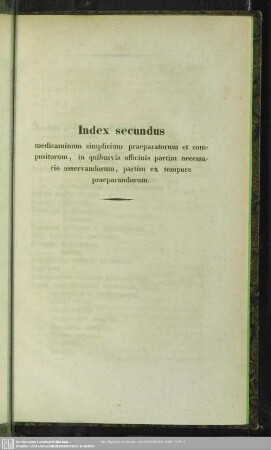 Index secundus
medicaminum simplicium praeparatorum et com-
positorum, in quibusvis officinis partim necessa-
rio asservandorum, partim ex tempore
praeparandorum.